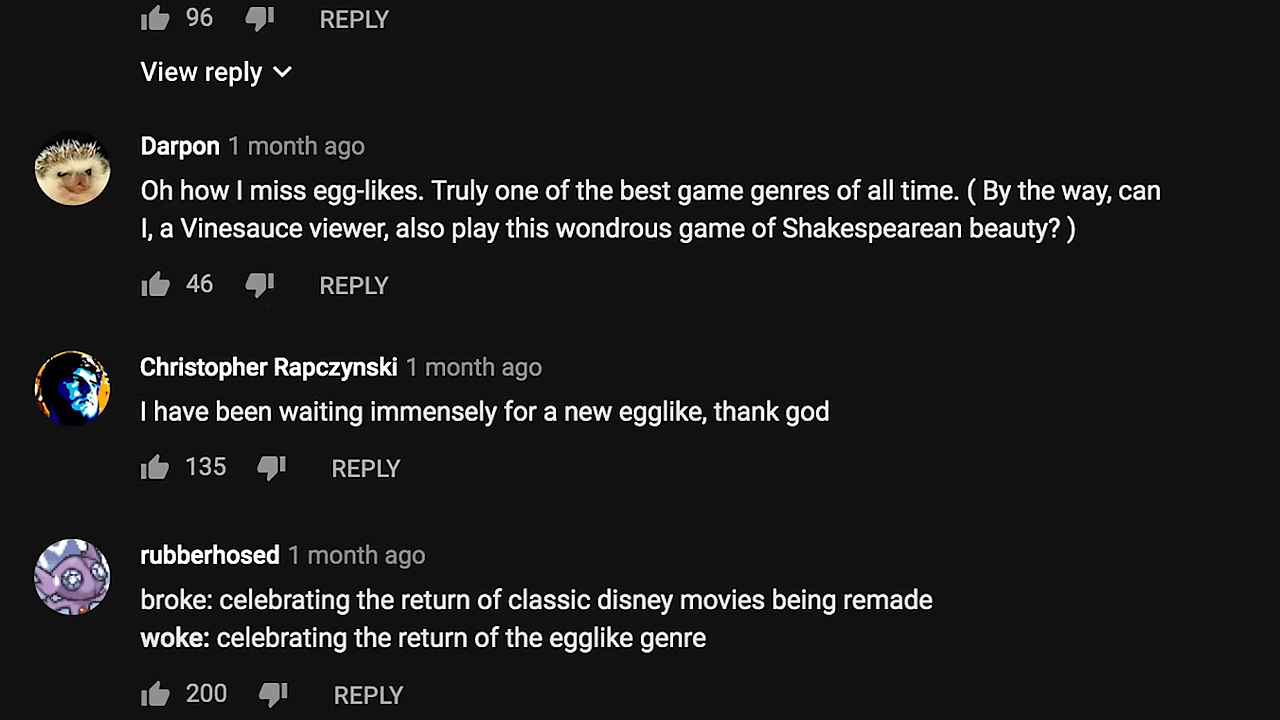 96 REPLY
View reply
Darpon 1 month ago
Oh how I miss egg-likes. Truly one of the best game genres of all time. ( By the way, can
I, a Vinesauce viewer, also play this wondrous game of Shakespearean beauty? )
46 REPLY
Christopher Rapczynski 1 month ago
I have been waiting immensely for a new egglike, thank god
135 REPLY
rubberhosed 1 month ago
broke: celebrating the return of classic disney movies being remade
woke: celebrating the return of the egglike genre
200 REPLY